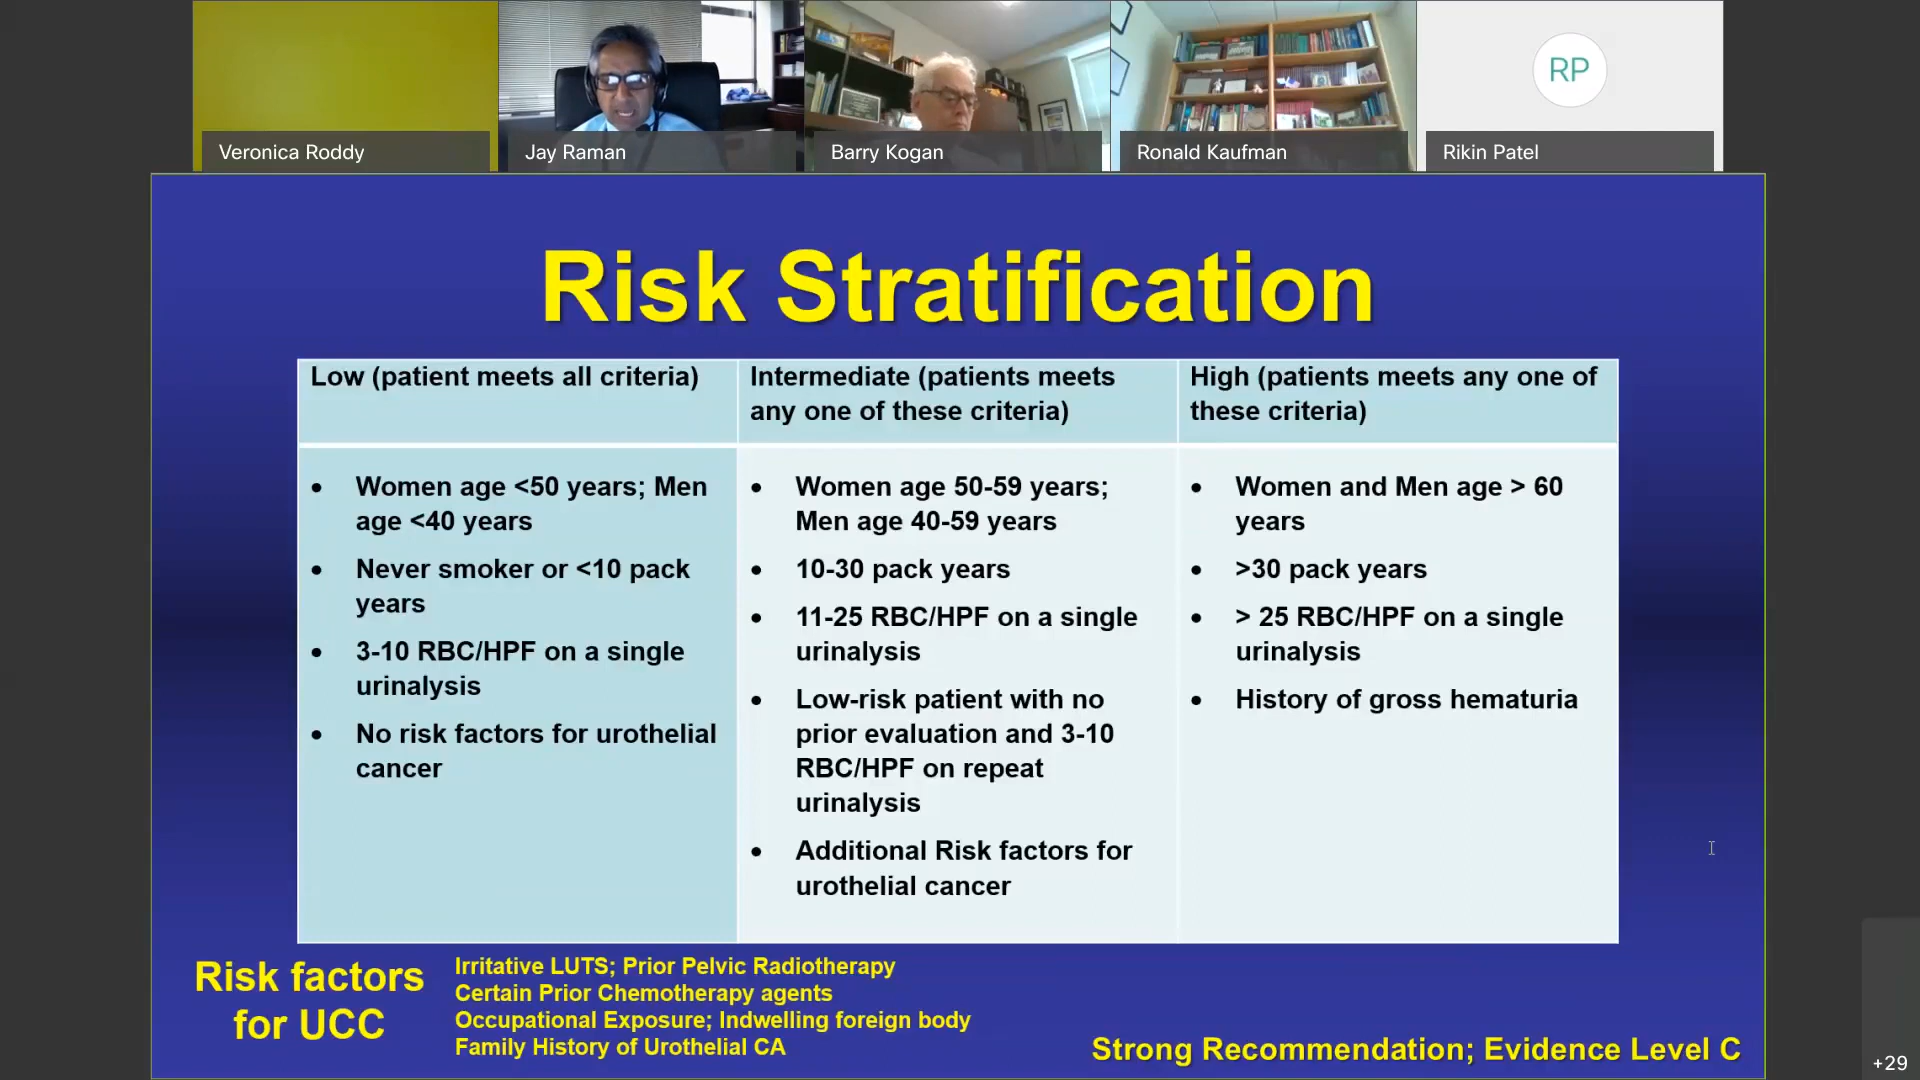 Veronica Roddy
Jay Raman
Barry Kogan
Ronald Kaufman
RP
Rikin Patel
Risk Stratification
Low (patient meets all criteria)
Intermediate (patients meets
any one of these criteria)
High (patients meets any one of
these criteria)
• Women age <50 years; Men
age <40 years
• Never smoker or <10 pack
years
• 3-10 RBC/HPF on a single
urinalysis
• No risk factors for urothelial
cancer
• Women age 50-59 years;
Men age 40-59 years
• 10-30 pack years
• 11-25 RBC/HPF on a single
urinalysis
• Low-risk patient with no
prior evaluation and 3-10
RBC/HPF on repeat
urinalysis
• Additional Risk factors for
urothelial cancer
• Women and Men age > 60
years
• >30 pack years
• > 25 RBC/HPF on a single
urinalysis
• History of gross hematuria
Risk factors
for UCC
Irritative LUTS; Prior Pelvic Radiotherapy
Certain Prior Chemotherapy agents
Occupational Exposure; Indwelling foreign body
Family History of Urothelial CA
Strong Recommendation; Evidence Level C
+29